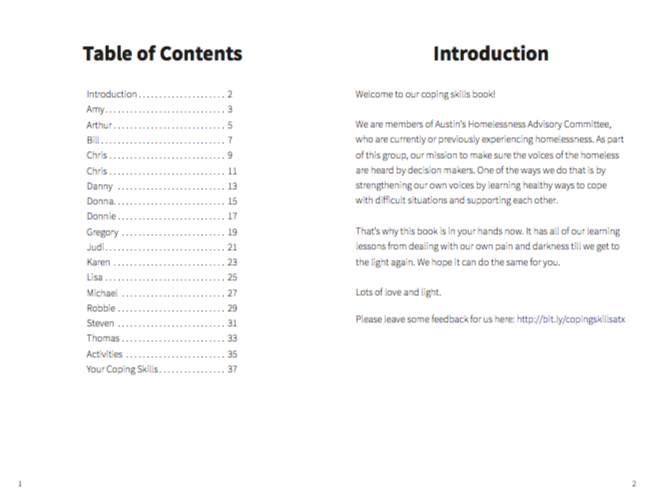 Table of Contents
Introduction . . . . . . . . . . . . . . . . . . . . . . 2
Amy. . . . . . . . . . . . . . . . . . . . . . . . . . . . 3
Arthur . . . . . . . . . . . . . . . . . . . . . . . . . . 5
Bill . . . . . . . . . . . . . . . . . . . . . . . . . . . . . 7
Chris . . . . . . . . . . . . . . . . . . . . . . . . . . . 9
Chris . . . . . . . . . . . . . . . . . . . . . . . . . . . 11
Danny . . . . . . . . . . . . . . . . . . . . . . . . . 13
Donna. . . . . . . . . . . . . . . . . . . . . . . . . . 15
Donnie . . . . . . . . . . . . . . . . . . . . . . . . . 17
Gregory . . . . . . . . . . . . . . . . . . . . . . . . 19
Judi. . . . . . . . . . . . . . . . . . . . . . . . . . . . 21
Karen . . . . . . . . . . . . . . . . . . . . . . . . . . 23
Lisa . . . . . . . . . . . . . . . . . . . . . . . . . . . . 25
Michael . . . . . . . . . . . . . . . . . . . . . . . . 27
Robbie . . . . . . . . . . . . . . . . . . . . . . . . . 29
Steven . . . . . . . . . . . . . . . . . . . . . . . . . 31
Thomas . . . . . . . . . . . . . . . . . . . . . . . . 33
Activities . . . . . . . . . . . . . . . . . . . . . . . 35
Your Coping Skills . . . . . . . . . . . . . . . . 37
1
Introduction
Welcome to our coping skills book!
We are members of Austin's Homelessness Advisory Committee,
who are currently or previously experiencing homelessness. As part
of this group, our mission to make sure the voices of the homeless
are heard by decision makers. One of the ways we do that is by
strengthening our own voices by learning healthy ways to cope
with difficult situations and supporting each other.
That's why this book is in your hands now. It has all of our learning
lessons from dealing with our own pain and darkness till we get to
the light again. We hope it can do the same for you.
Lots of love and light.
Please leave some feedback for us here: http://bit.ly/copingskillsatx
2